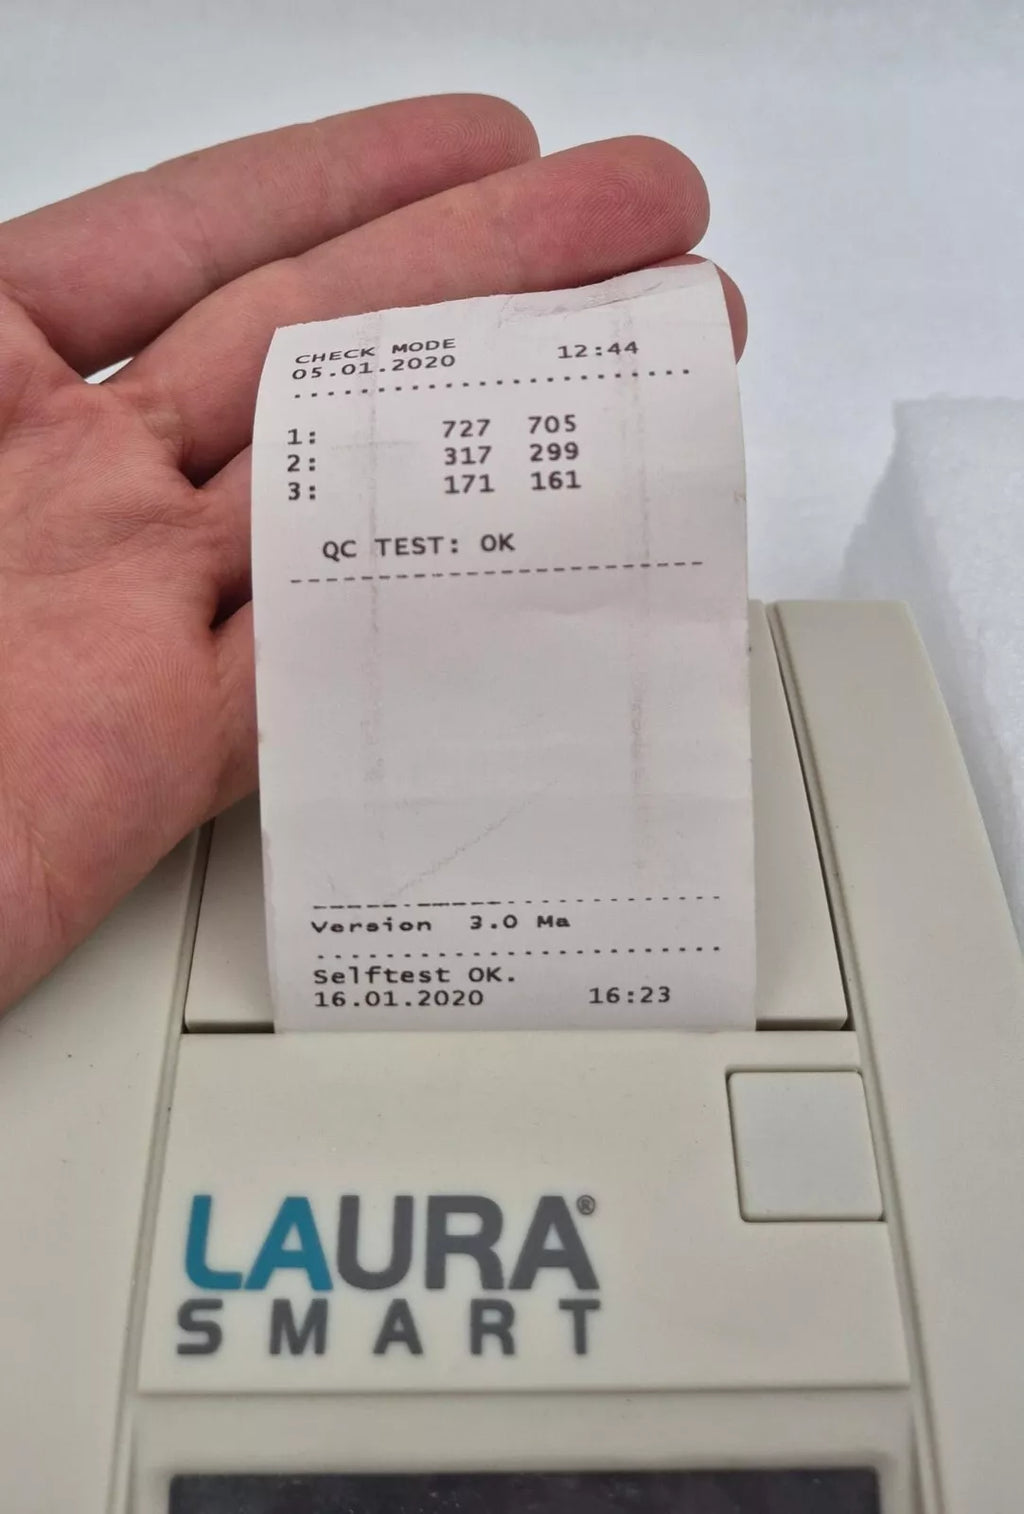 CHECK MODE
05.01.2020 12:44
1: 727 705
2: 317 299
3: 171 161
QC TEST: OK
Version 3.0 Ma
Selftest OK.
16.01.2020 16:23
LAURA®
SMART